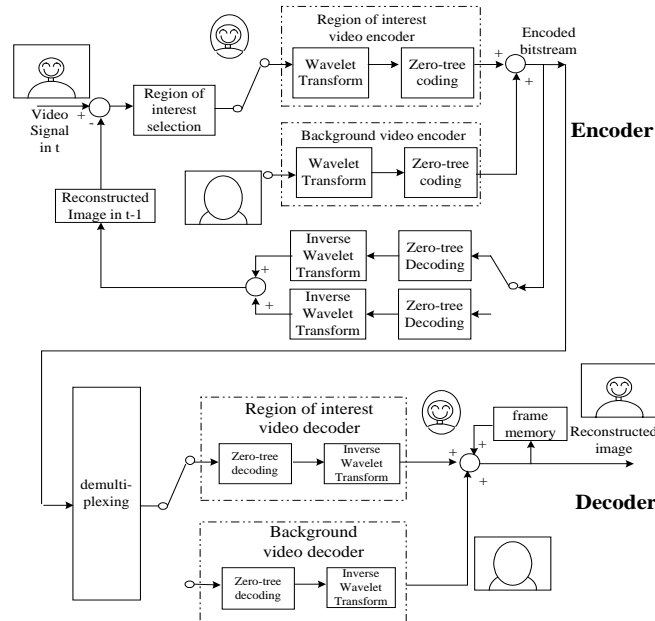 Region of interest
video encoder
Wavelet
Transform
Zero-tree
coding
+
+
Encoded
bitstream
Video
Signal
in t
+
-
Region of
interest
selection
Encoder
Background video encoder
Wavelet
Transform
Zero-tree
coding
Reconstructed
Image in t-1
Inverse
Wavelet
Transform
Zero-tree
Decoding
+
+
Inverse
Wavelet
Transform
Zero-tree
Decoding
demulti-
plexing
Region of interest
video decoder
Zero-tree
decoding
Inverse
Wavelet
Transform
+
+
+
frame
memory
Reconstructed
image
Decoder
Background
video decoder
Zero-tree
decoding
Inverse
Wavelet
Transform